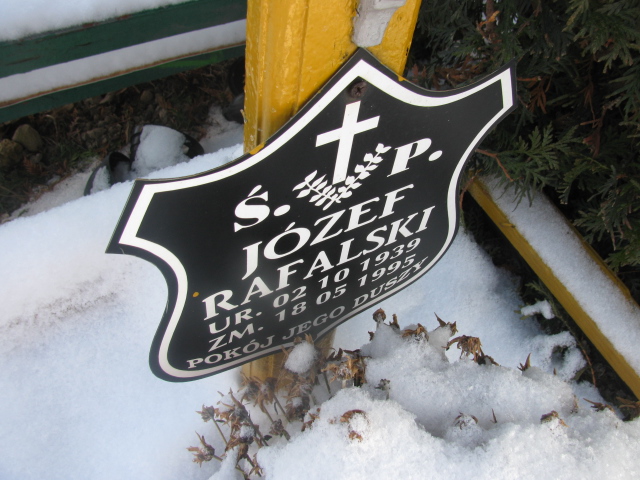 Ś. P.
JÓZEF
RAFALSKI
UR. 02 10 1939
ZM. 18 05 1995
POKÓJ JEGO DUSZY